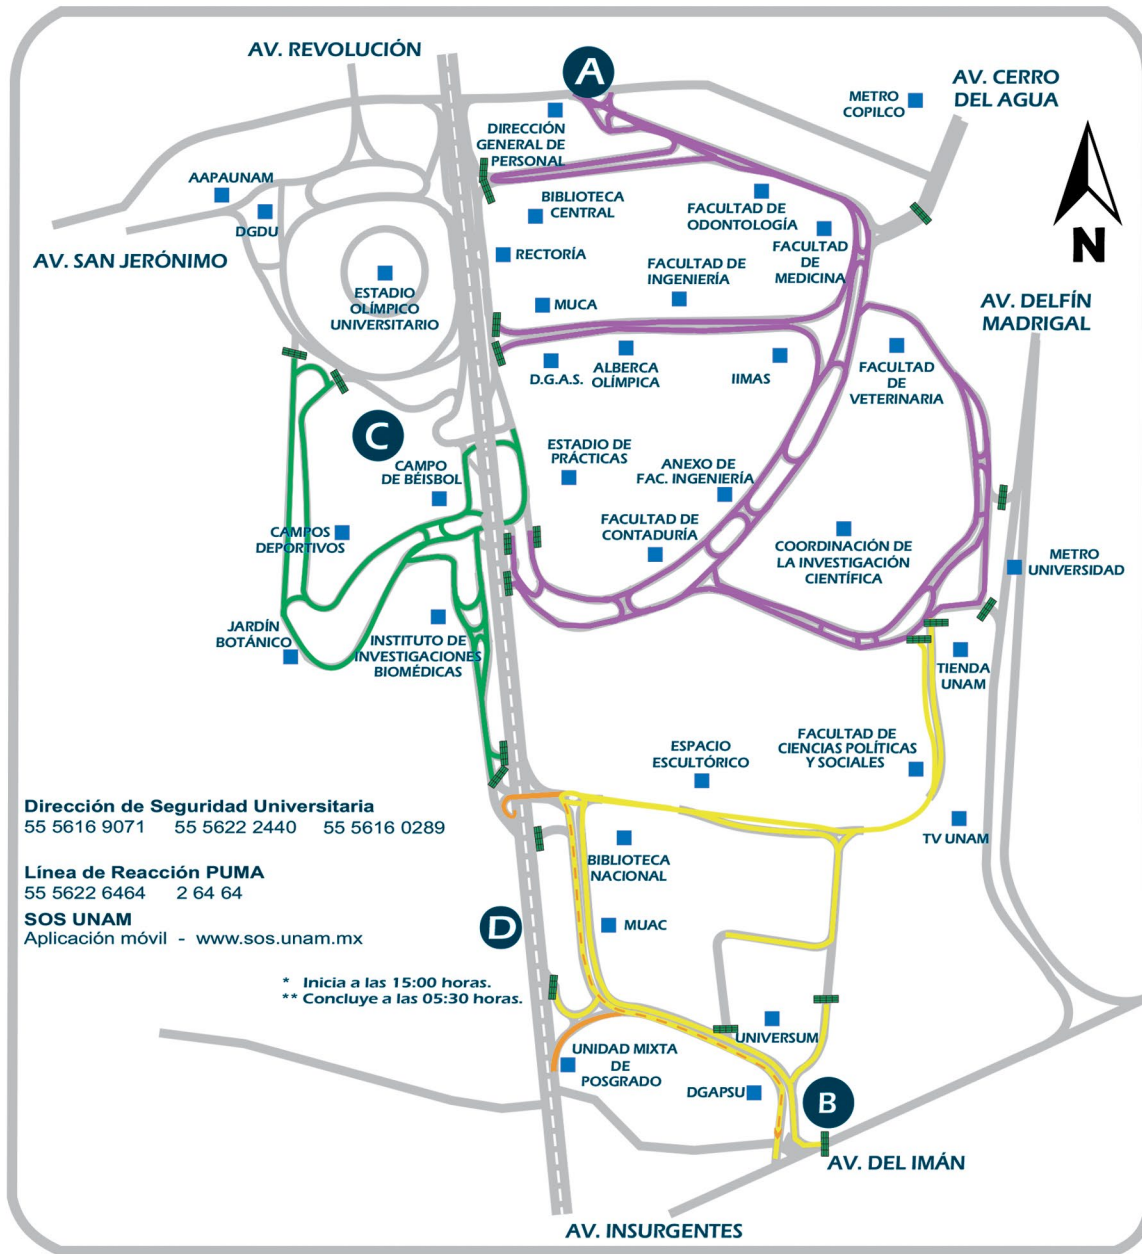 AV. REVOLUCIÓN
A
AV. CERRO
DEL AGUA
METRO
COPILCO
DIRECCIÓN
GENERAL DE
PERSONAL
N
AAPAUNAM
DGDU
BIBLIOTECA
CENTRAL
FACULTAD DE
ODONTOLOGÍA
FACULTAD
DE
MEDICINA
AV. SAN JERÓNIMO
RECTORÍA
FACULTAD DE
INGENIERÍA
ESTADIO
OLÍMPICO
UNIVERSITARIO
MUCA
AV. DELFÍN
MADRIGAL
D.G.A.S.
ALBERCA
OLÍMPICA
IIMAS
FACULTAD
DE
VETERINARIA
C
CAMPO
DE BÉISBOL
ESTADIO DE
PRÁCTICAS
ANEXO DE
FAC. INGENIERÍA
CAMPOS
DEPORTIVOS
FACULTAD DE
CONTADURÍA
COORDINACIÓN DE
LA INVESTIGACIÓN
CIENTÍFICA
METRO
UNIVERSIDAD
JARDÍN
BOTÁNICO
INSTITUTO DE
INVESTIGACIONES
BIOMÉDICAS
TIENDA
UNAM
ESPACIO
ESCULTÓRICO
FACULTAD DE
CIENCIAS POLÍTICAS
Y SOCIALES
Dirección de Seguridad Universitaria
55 5616 9071 55 5622 2440 55 5616 0289
TV UNAM
BIBLIOTECA
NACIONAL
Línea de Reacción PUMA
55 5622 6464 2 64 64
SOS UNAM
Aplicación móvil - www.sos.unam.mx
D
MUAC
* Inicia a las 15:00 horas.
** Concluye a las 05:30 horas.
UNIVERSUM
UNIDAD MIXTA
DE
POSGRADO
DGAPSU
B
AV. DEL IMÁN
AV. INSURGENTES